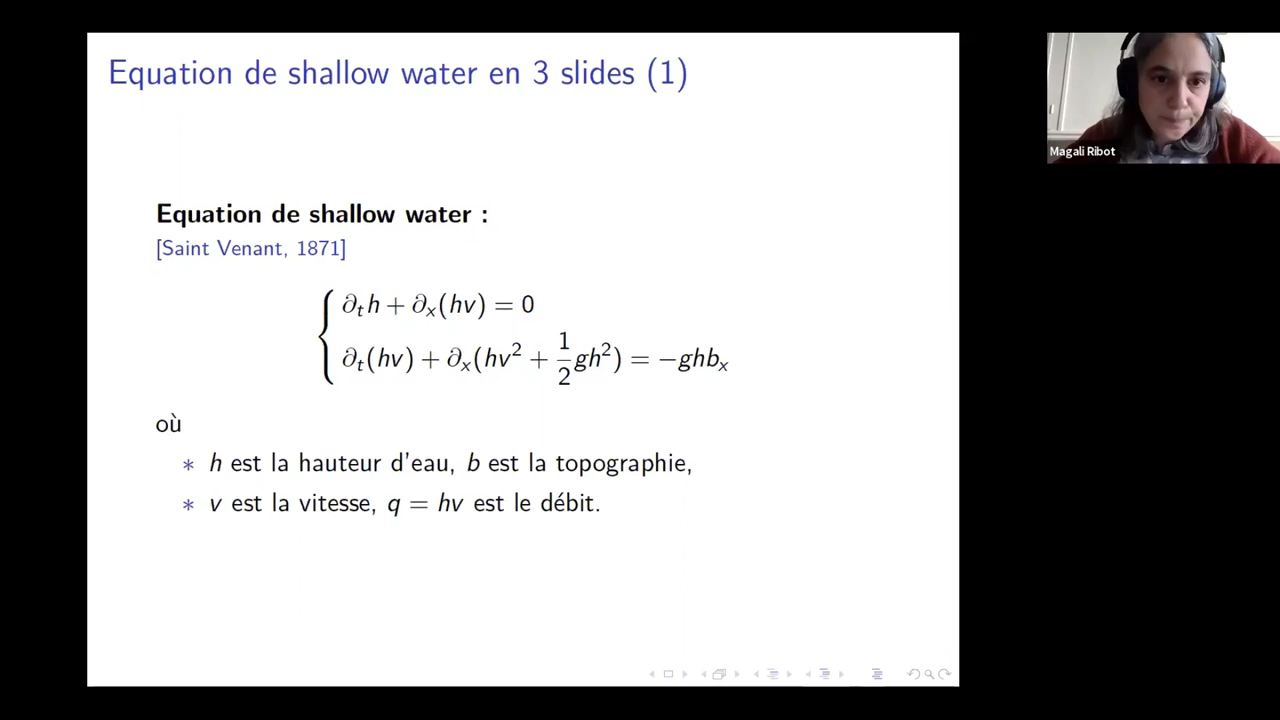 Equation de shallow water en 3 slides (1)
Magali Ribot
Equation de shallow water :
[Saint Venant, 1871]
∂ₜh + ∂ₓ(hv) = 0
∂ₜ(hv) + ∂ₓ(hv² + ½gh²) = −ghbₓ
où
∗ h est la hauteur d'eau, b est la topographie,
∗ v est la vitesse, q = hv est le débit.